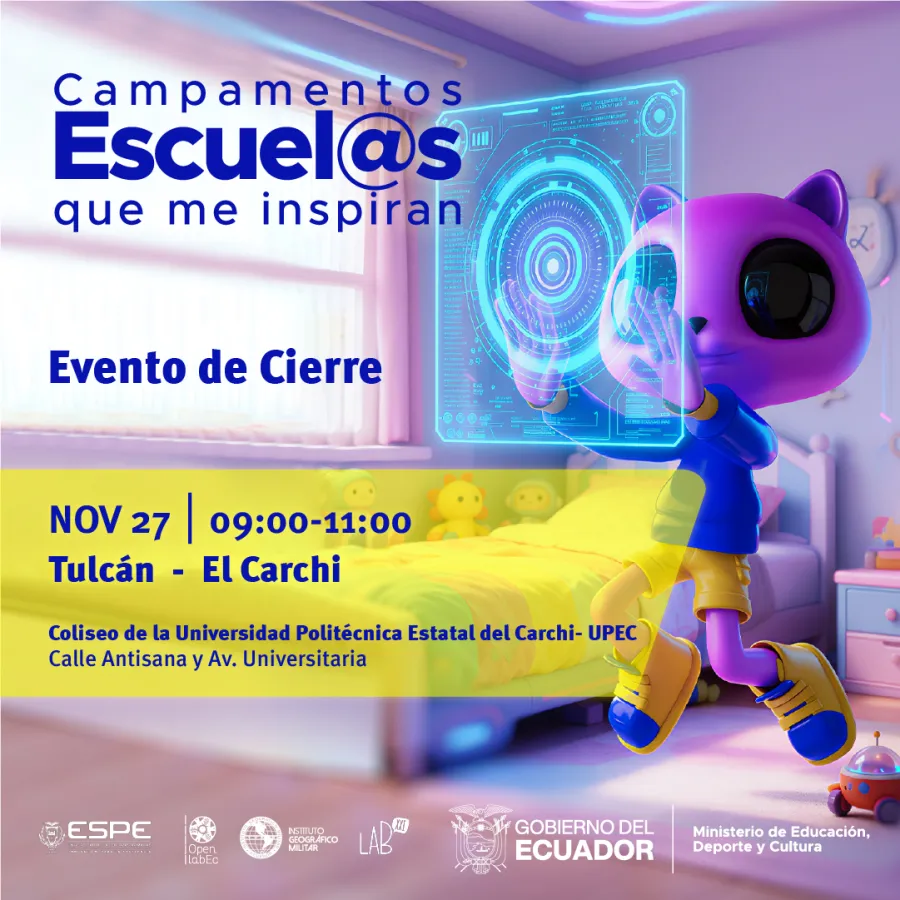 Campamentos
Escuel@s
que me inspiran
Evento de Cierre
NOV 27 | 09:00-11:00
Tulcán - El Carchi
Coliseo de la Universidad Politécnica Estatal del Carchi- UPEC
Calle Antisana y Av. Universitaria
ESPE
Open
labEc
INSTITUTO
GEOGRÁFICO
MILITAR
LAB
XXI
GOBIERNO DEL
ECUADOR
Ministerio de Educación,
Deporte y Cultura